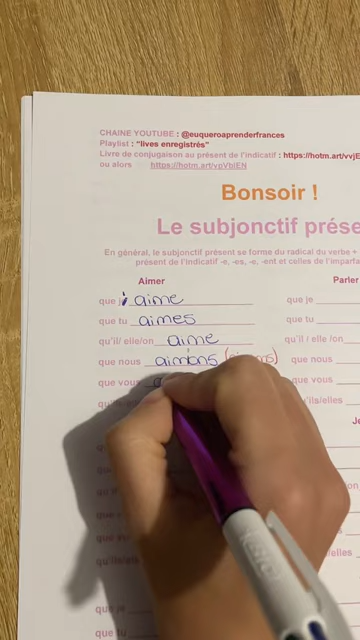 CHAINE YOUTUBE : @euqueroaprenderfrances
Playlist : "lives enregistrés"
Livre de conjugaison au présent de l'indicatif : https://hotm.art/vvjE
ou alors https://hotm.art/vpVbiEN
Bonsoir !
Le subjonctif prése
En général, le subjonctif présent se forme du radical du verbe +
présent de l'indicatif -e, -es, -e, -ent et celles de l'imparfa
Aimer Parler
que j' aime que je
que tu aimes que tu
qu'il/ elle/on aime qu'il / elle /on
que nous aimions que nous
que vous que vous
'ils/elles
que je
que tu